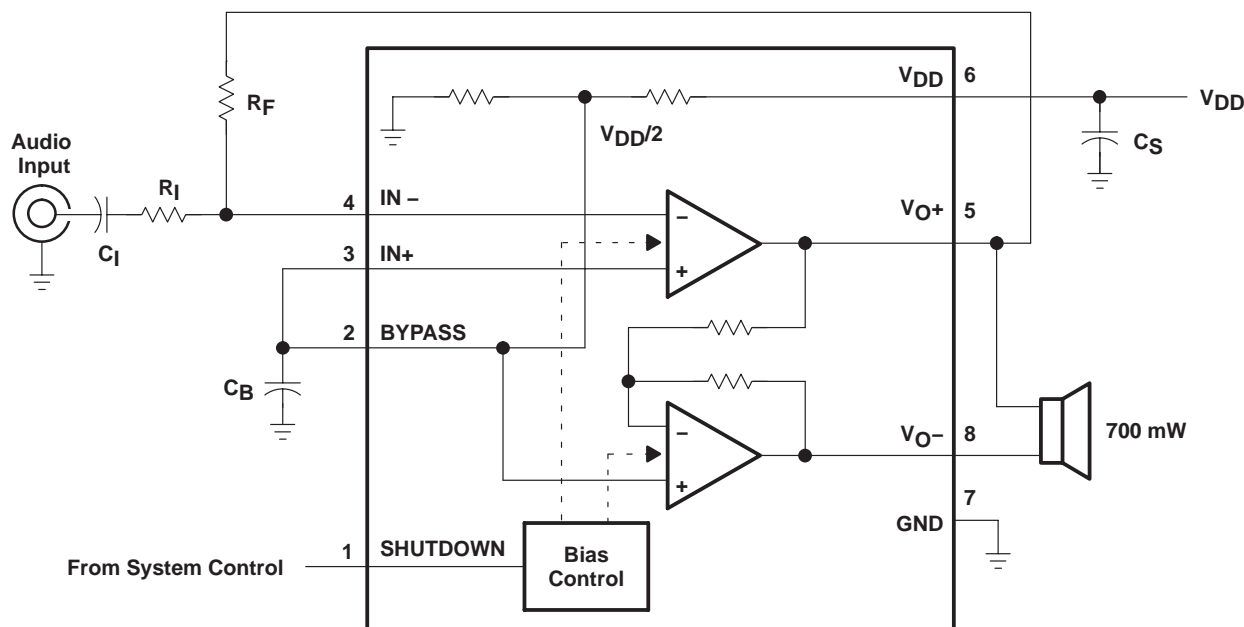 VDD 6
VDD
RF
VDD/2
CS
Audio
Input
RI
CI
4 IN –
VO+ 5
3 IN+
2 BYPASS
CB
VO– 8
700 mW
7
GND
1 SHUTDOWN
From System Control
Bias
Control
–
+
–
+